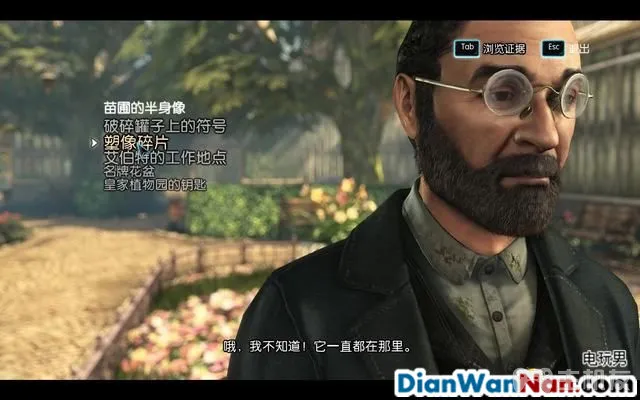 Tab 浏览证据 Esc 退出
苗圃的半身像
破碎罐子上的符号
塑像碎片
艾伯特的工作地点
名牌花盆
皇家植物园的钥匙
哦，我不知道！它一直都在那里。
电玩男
DianWanNan.com